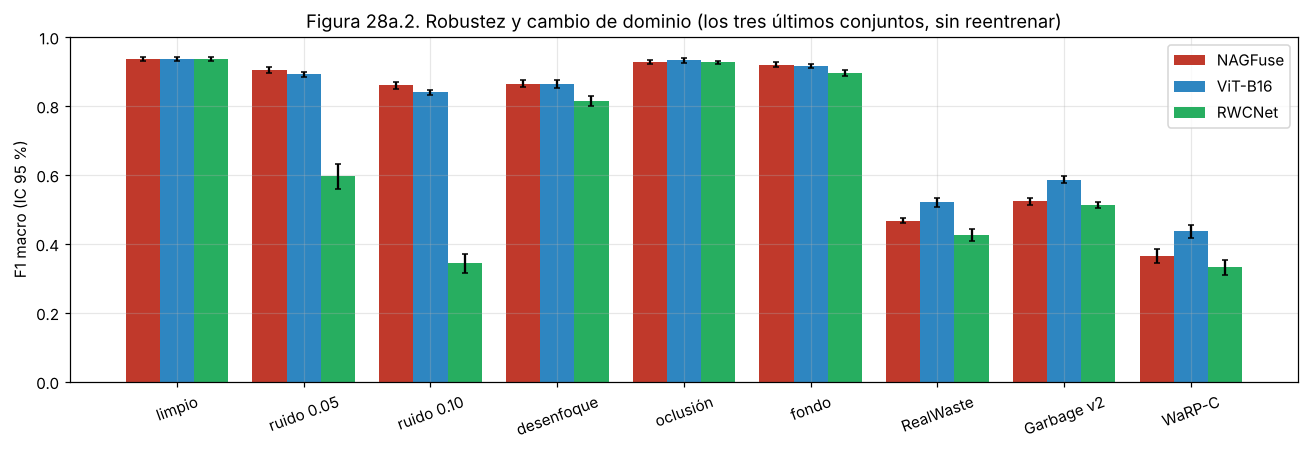 Figura 28a.2. Robustez y cambio de dominio (los tres últimos conjuntos, sin reentrenar)
F1 macro (IC 95 %)
1.0
0.8
0.6
0.4
0.2
0.0
NAGFuse
ViT-B16
RWCNet
limpio
ruido 0.05
ruido 0.10
desenfoque
oclusión
fondo
RealWaste
Garbage v2
WaRP-C